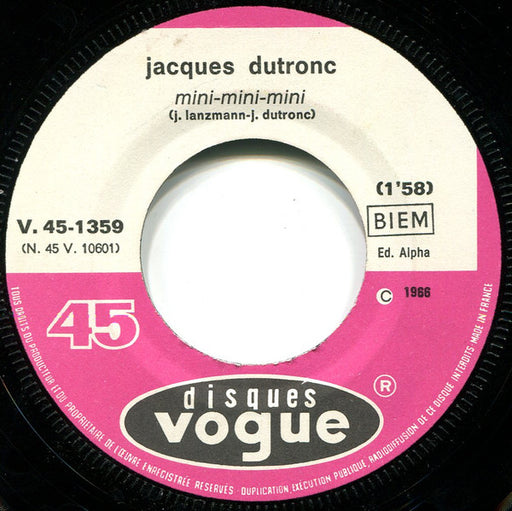 jacques dutronc
mini-mini-mini
(j. lanzmann-j. dutronc)
(1'58)
V. 45-1359
(N. 45 V. 10601)
BIEM
Ed. Alpha
© 1966
45
®
disques
vogue
TOUS DROITS DU PRODUCTEUR ET DU PROPRIETAIRE DE L'ŒUVRE ENREGISTRÉE RESERVES - DUPLICATION, EXÉCUTION PUBLIQUE, RADIODIFFUSION DE CE DISQUE INTERDITS: MADE IN FRANCE